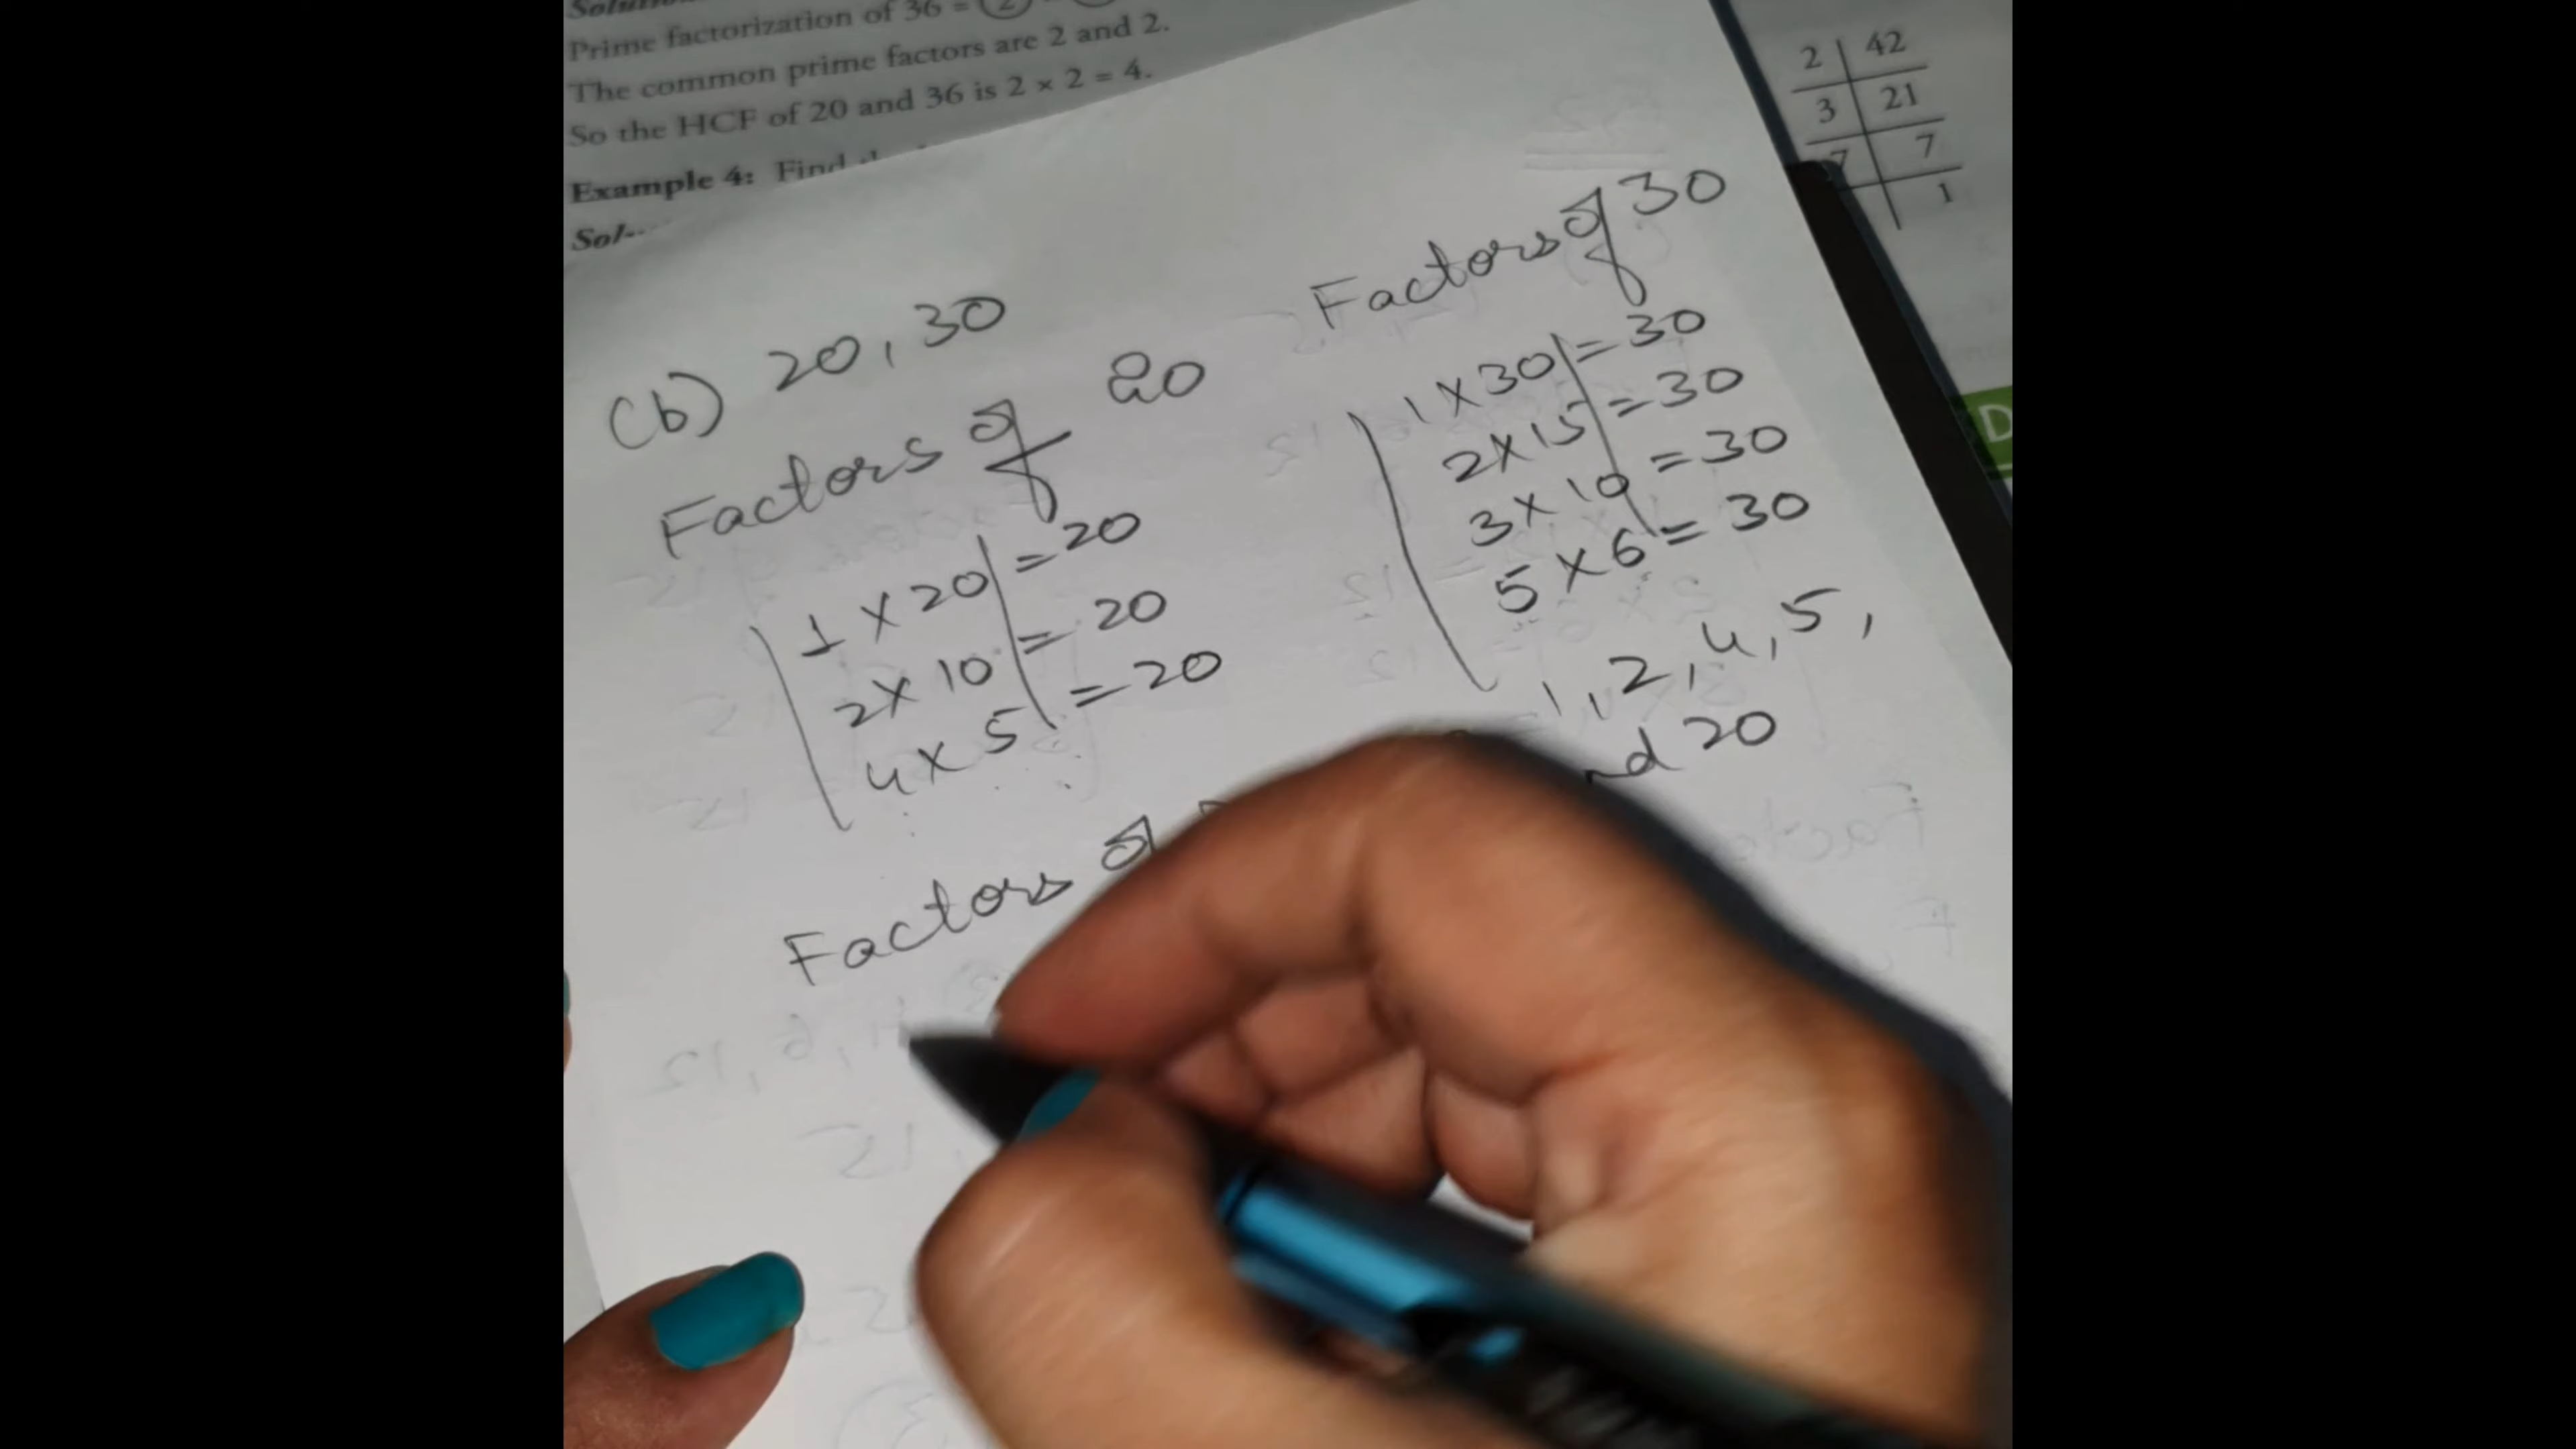 Prime factorization of 36 = 2
The common prime factors are 2 and 2.
So the HCF of 20 and 36 is 2 × 2 = 4.
Example 4: Find
2 | 42
3 | 21
7 | 7
1
D
(b) 20, 30
Factors of 20
1 × 20 = 20
2 × 10 = 20
4 × 5 = 20
Factors of 30
1 × 30 = 30
2 × 15 = 30
3 × 10 = 30
5 × 6 = 30
Factors of
1, 2, 4, 5,
20